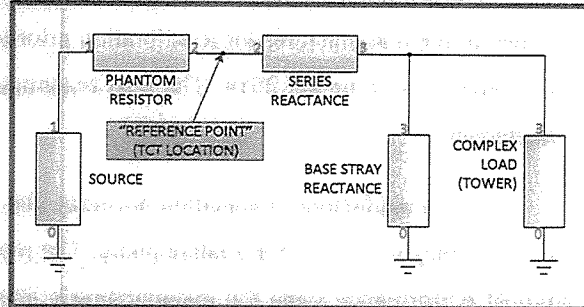 1
2
2
3
PHANTOM
RESISTOR
SERIES
REACTANCE
"REFERENCE POINT"
(TCT LOCATION)
1
SOURCE
0
3
BASE STRAY
REACTANCE
0
3
COMPLEX
LOAD
(TOWER)
0